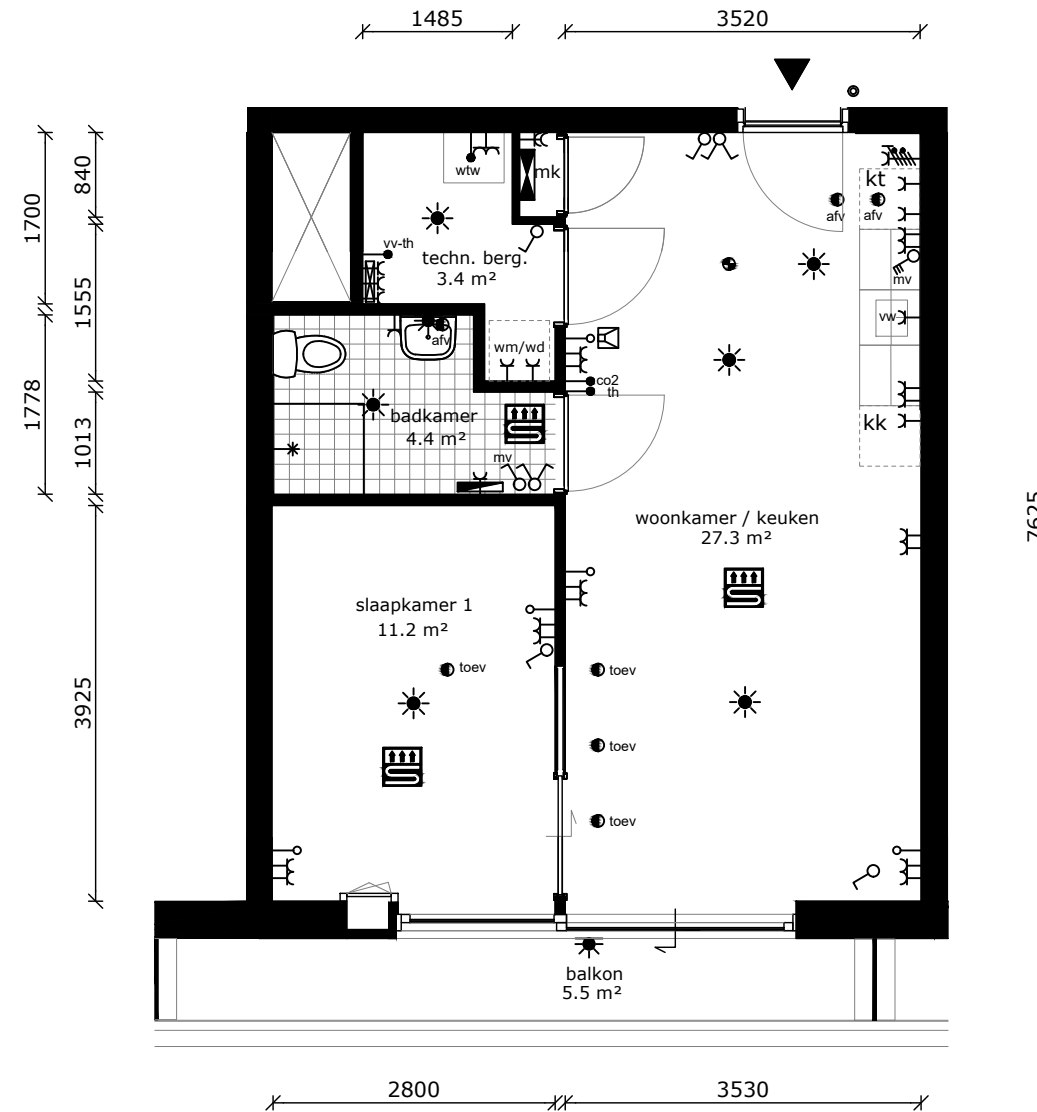 1485
3520
840
1700
1555
1778
1013
3925
7625
wtw
mk
kt
afv
afv
vv-th
techn. berg.
3.4 m²
mv
vw
afv
wm/wd
co2
th
badkamer
4.4 m²
kk
mv
woonkamer / keuken
27.3 m²
slaapkamer 1
11.2 m²
toev
toev
toev
toev
balkon
5.5 m²
2800
3530